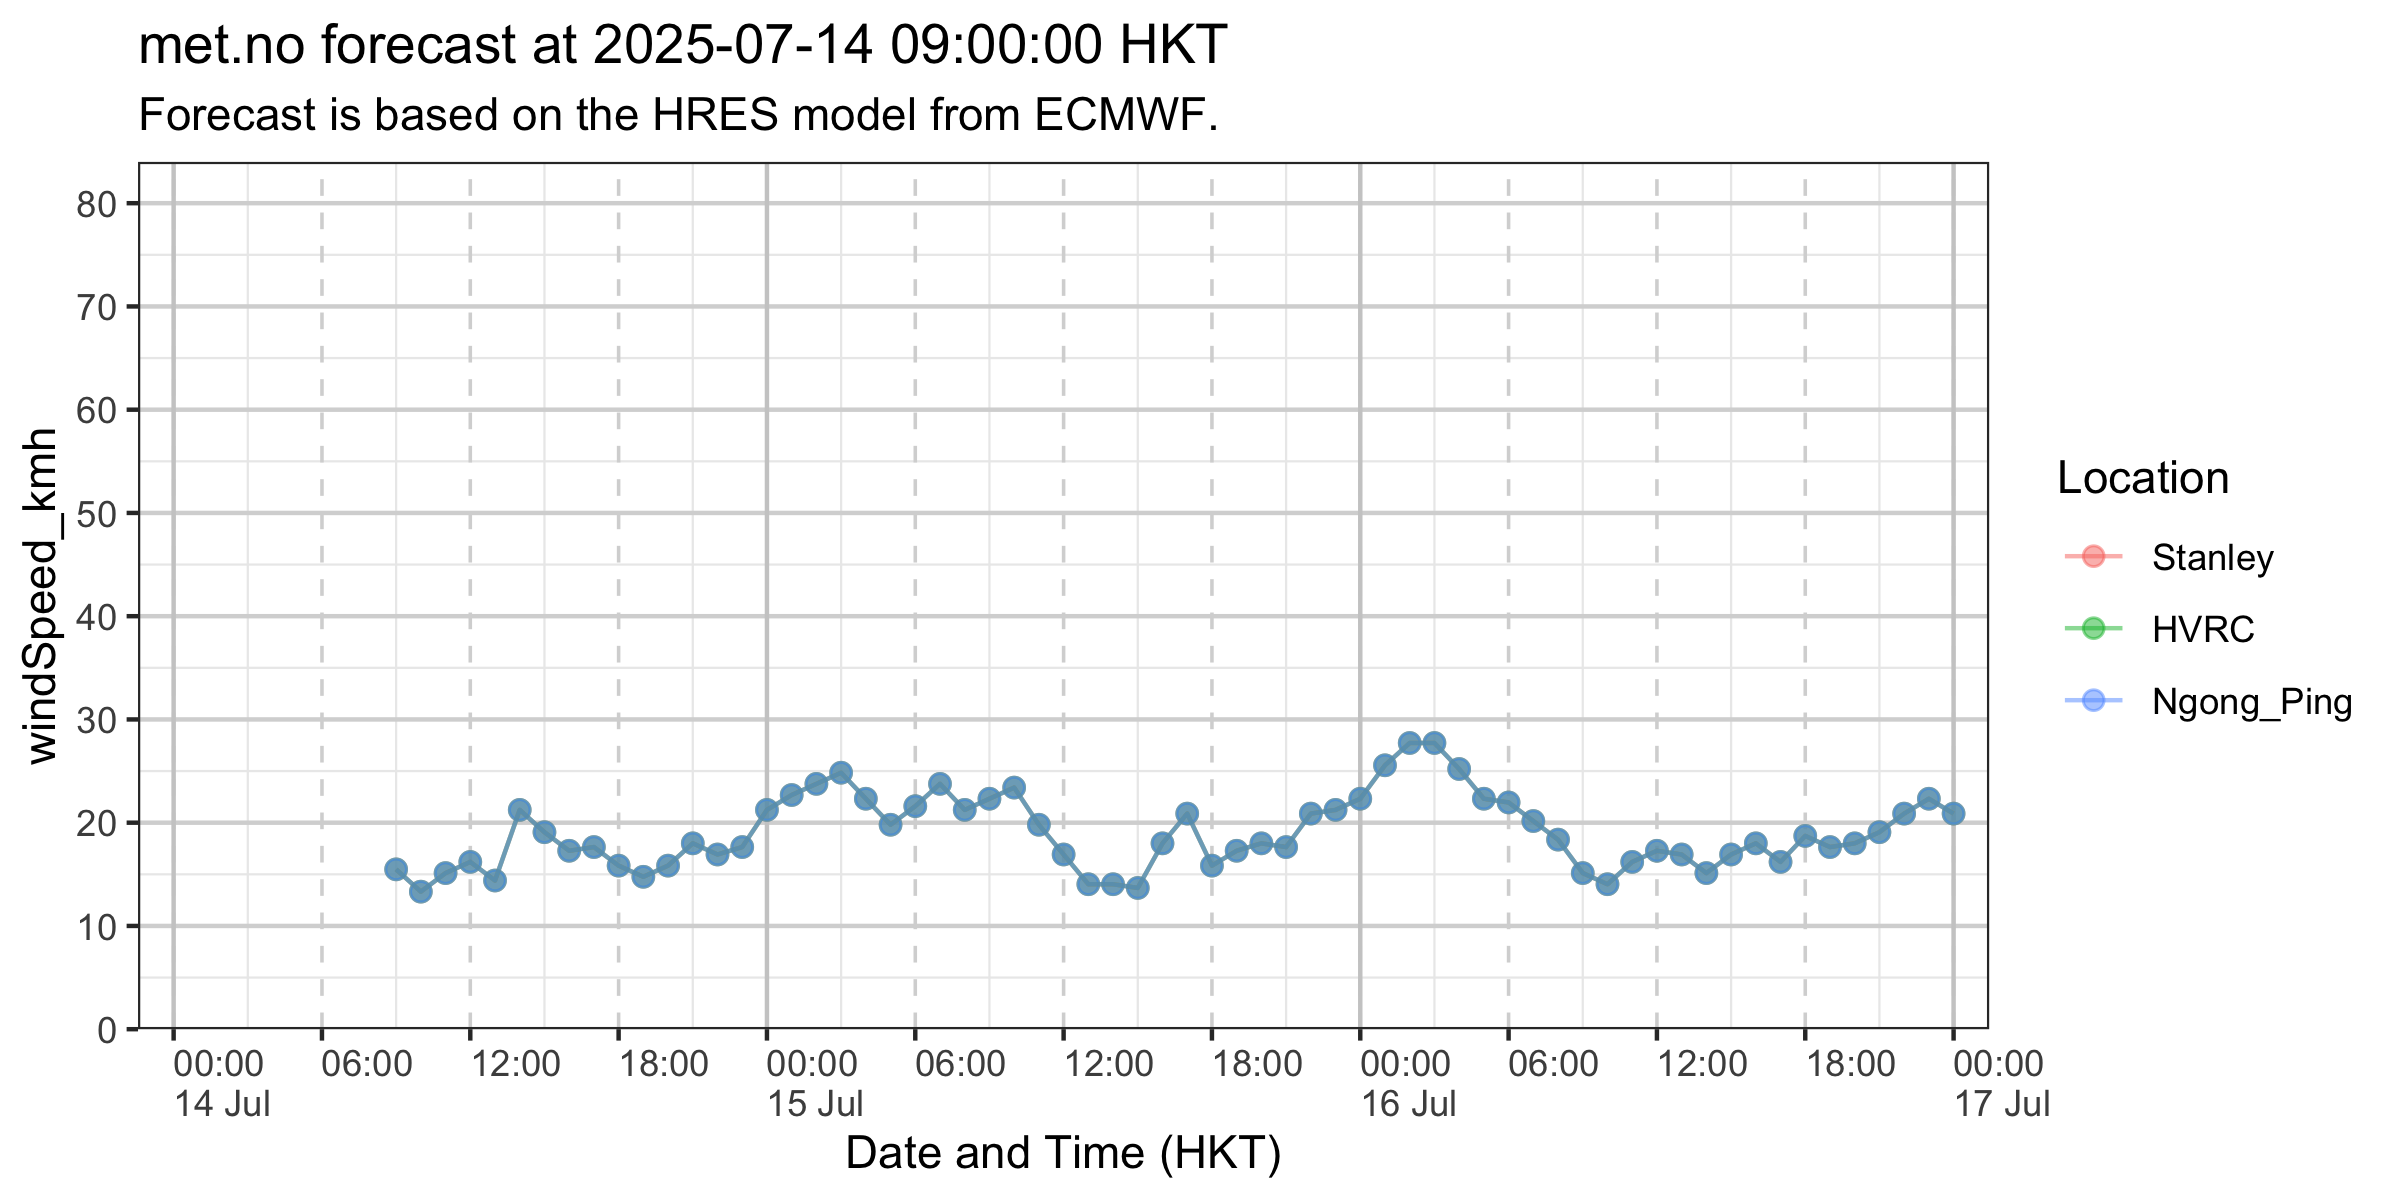 met.no forecast at 2025-07-14 09:00:00 HKT
Forecast is based on the HRES model from ECMWF.
windSpeed_kmh
80
70
60
50
40
30
20
10
0
00:00 06:00 12:00 18:00 00:00 06:00 12:00 18:00 00:00 06:00 12:00 18:00 00:00
14 Jul 15 Jul 16 Jul 17 Jul
Date and Time (HKT)
Location
Stanley
HVRC
Ngong_Ping